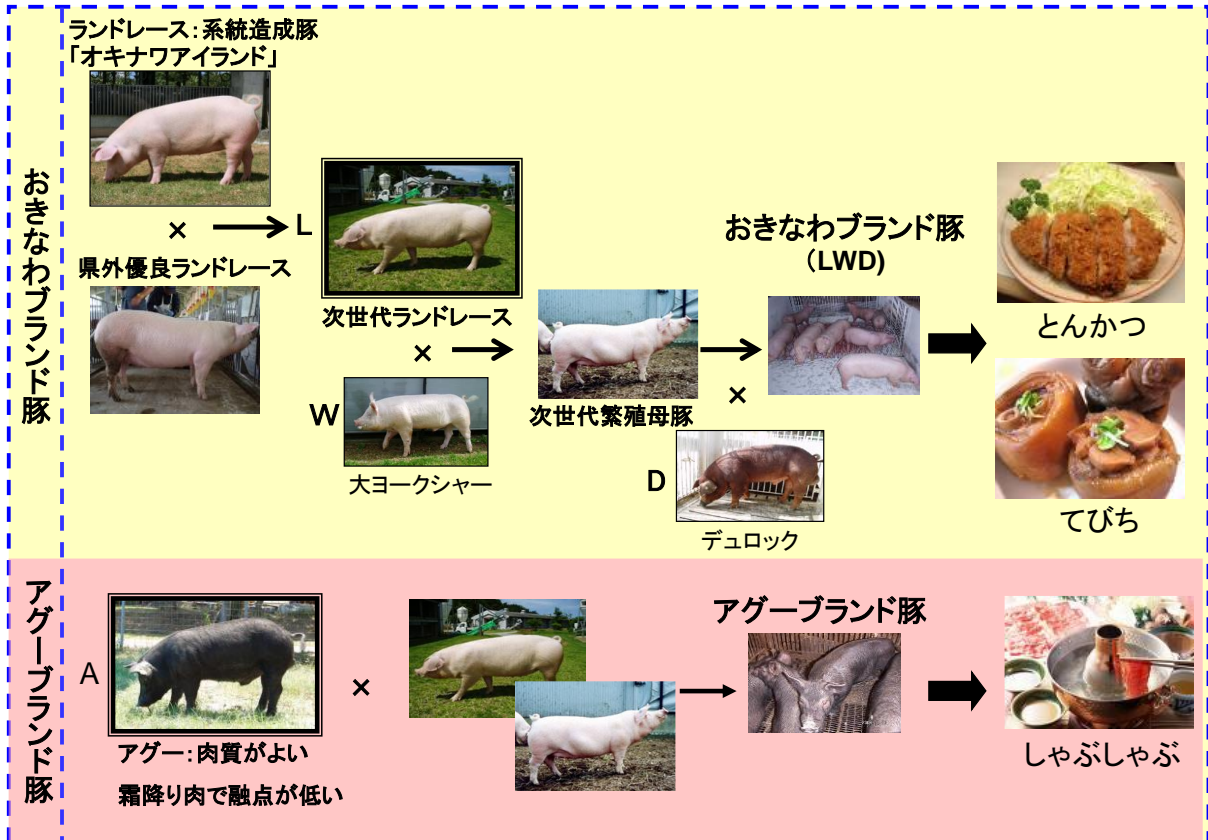 おきなわブランド豚
ランドレース：系統造成豚
「オキナワアイランド」
×
L
県外優良ランドレース
次世代ランドレース
×
W
大ヨークシャー
次世代繁殖母豚
×
D
デュロック
おきなわブランド豚
（LWD)
とんかつ
てびち
アグーブランド豚
A
×
アグー：肉質がよい
霜降り肉で融点が低い
アグーブランド豚
しゃぶしゃぶ